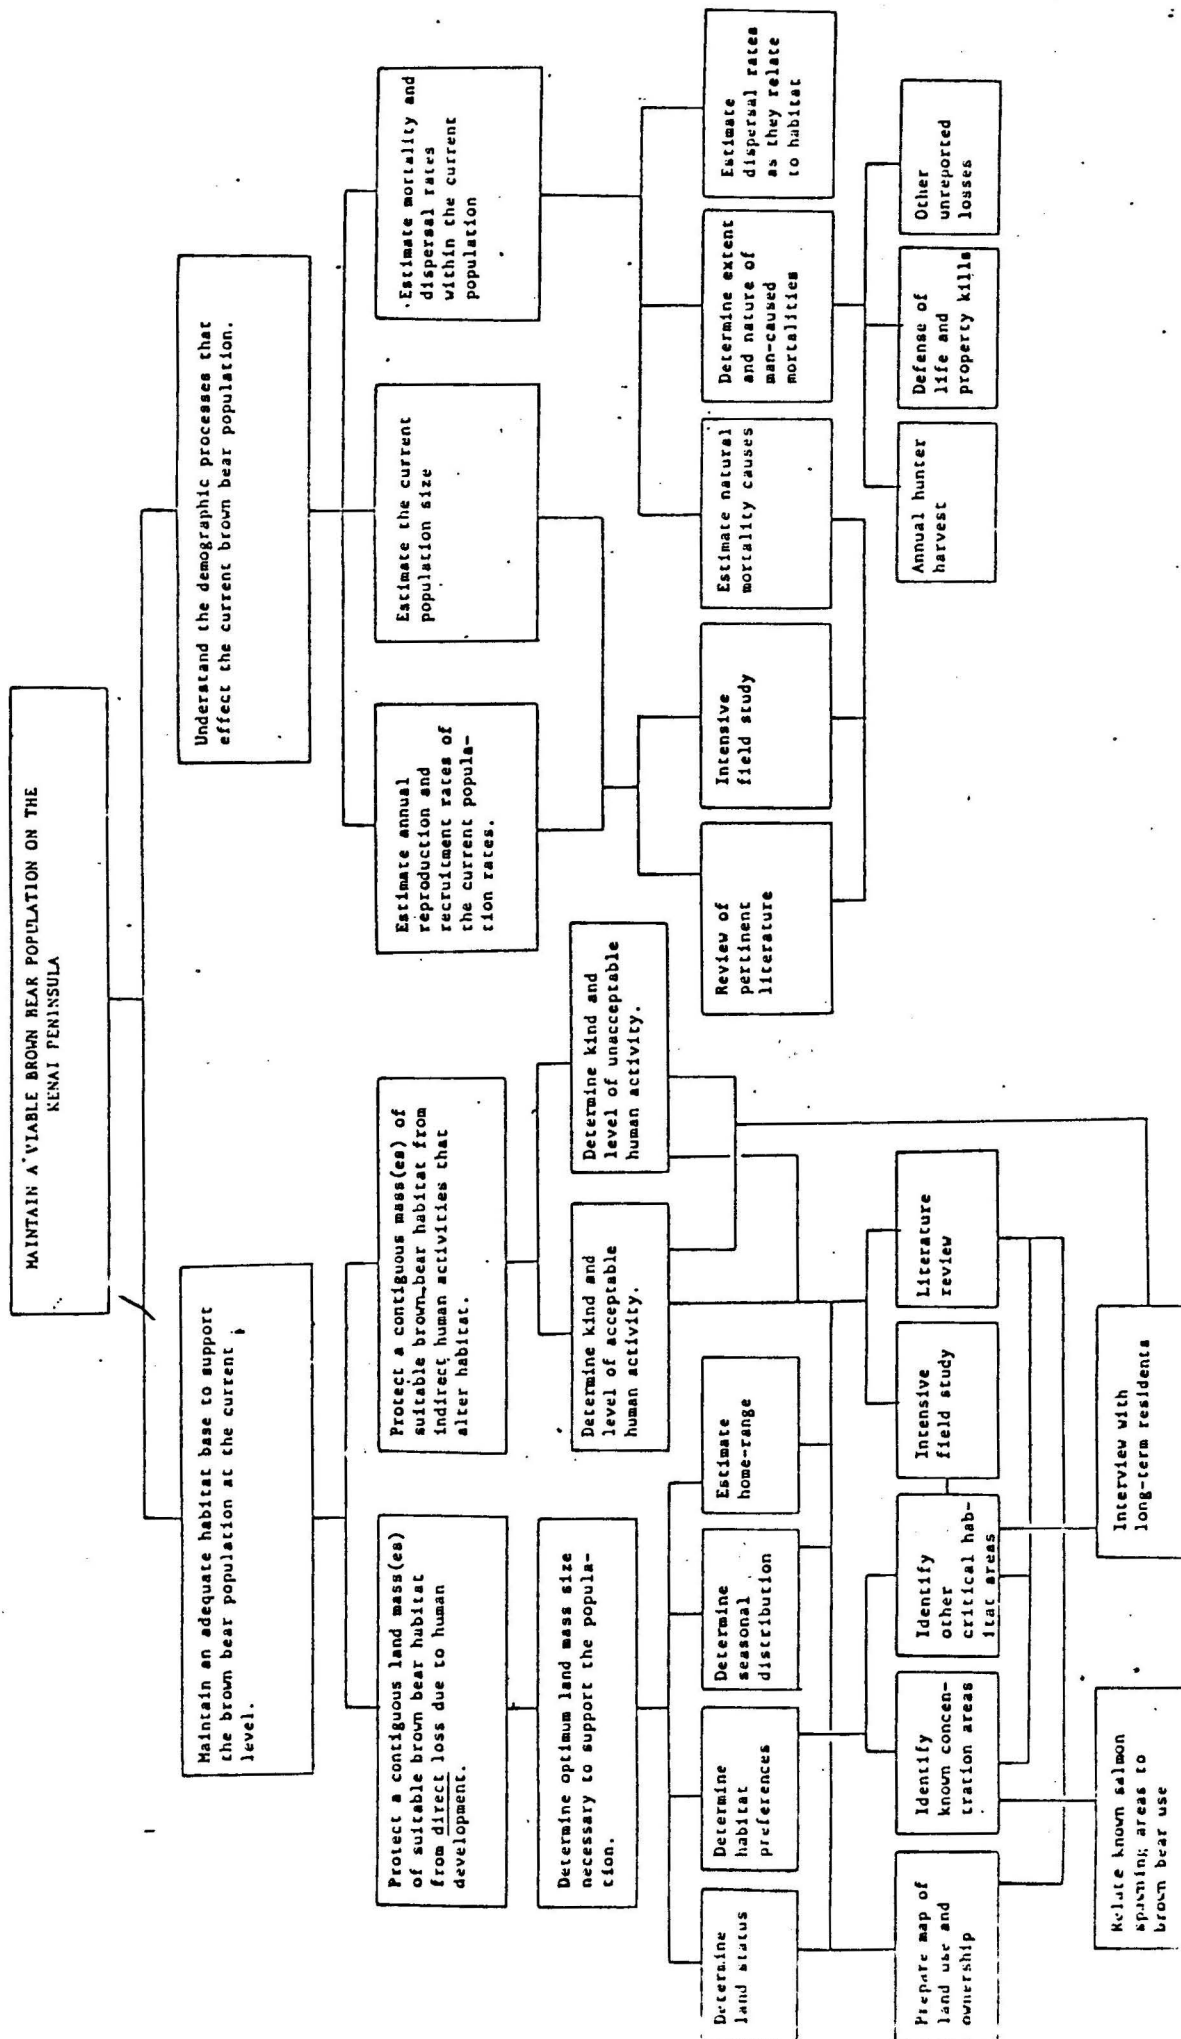 MAINTAIN A VIABLE BROWN BEAR POPULATION ON THE
KENAI PENINSULA
Maintain an adequate habitat base to support
the brown bear population at the current
level.
Understand the demographic processes that
effect the current brown bear population.
Protect a contiguous land mass(es)
of suitable brown bear habitat
from direct loss due to human
development.
Protect a contiguous mass(es) of
suitable brown bear habitat from
indirect human activities that
alter habitat.
Estimate annual
reproduction and
recruitment rates of
the current popula-
tion rates.
Estimate the current
population size
Estimate mortality and
dispersal rates
within the current
population
Determine optimum land mass size
necessary to support the popula-
tion.
Determine kind and
level of acceptable
human activity.
Determine kind and
level of unacceptable
human activity.
Determine
land status
Determine
habitat
preferences
Determine
seasonal
distribution
Estimate
home-range
Review of
pertinent
literature
Intensive
field study
Estimate natural
mortality causes
Determine extent
and nature of
man-caused
mortalities
Estimate
dispersal rates
as they relate
to habitat
Prepare map of
land use and
ownership
Identify
known concen-
tration areas
Identify
other
critical hab-
itat areas
Intensive
field study
Literature
review
Annual hunter
harvest
Defense of
life and
property kills
Other
unreported
losses
Relate known salmon
spawning areas to
brown bear use
Interview with
long-term residents